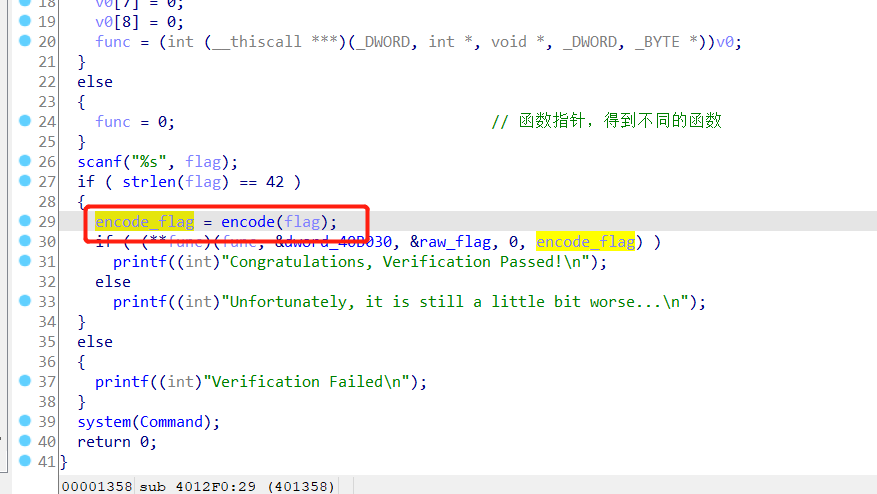 18 v0[7] = 0;
19 v0[8] = 0;
20 func = (int (__thiscall ***)(_DWORD, int *, void *, _DWORD, _BYTE *))v0;
21 }
22 else
23 {
24 func = 0; // 函数指针，得到不同的函数
25 }
26 scanf("%s", flag);
27 if ( strlen(flag) == 42 )
28 {
29 encode_flag = encode(flag);
30 if ( (**func)(func, &dword_40B030, &raw_flag, 0, encode_flag) )
31 printf((int)"Congratulations, Verification Passed!\n");
32 else
33 printf((int)"Unfortunately, it is still a little bit worse...\n");
34 }
35 else
36 {
37 printf((int)"Verification Failed\n");
38 }
39 system(Command);
40 return 0;
41 }
00001358 sub_4012F0:29 (401358)